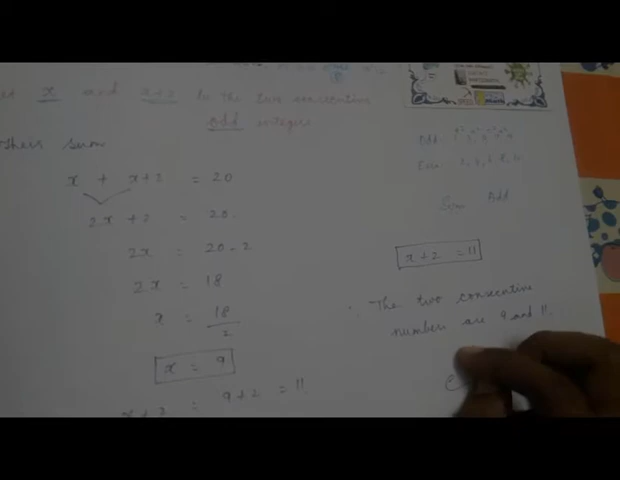 x and x+2 be the two consecutive
odd integer
Their sum
x + x+2 = 20
2x + 2 = 20
2x = 20 - 2
2x = 18
x = 18/2
x = 9
x+2 = 9+2 = 11
Odd
Even
Odd
x+2 = 11
∴ The two consecutive
numbers are 9 and 11.